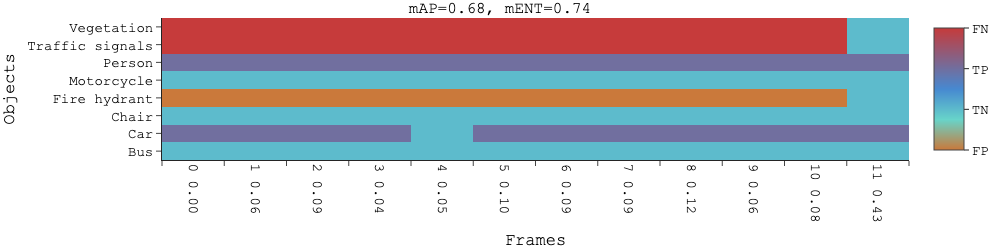 mAP=0.68, mENT=0.74
Objects
Vegetation
Traffic signals
Person
Motorcycle
Fire hydrant
Chair
Car
Bus
0 0.00
1 0.06
2 0.09
3 0.04
4 0.05
5 0.10
6 0.09
7 0.09
8 0.12
9 0.06
10 0.08
11 0.43
Frames
FN
TP
TN
FP